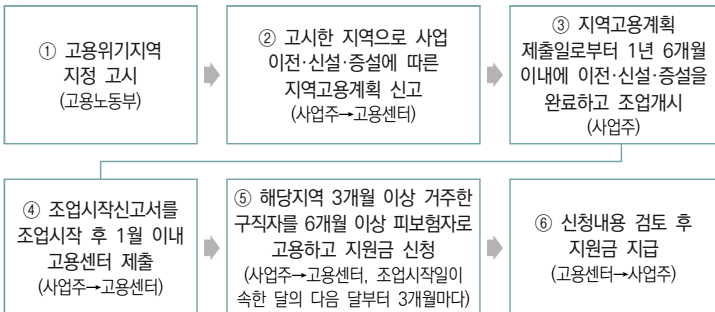 ① 고용위기지역
지정 고시
(고용노동부)
② 고시한 지역으로 사업
이전·신설·증설에 따른
지역고용계획 신고
(사업주→고용센터)
③ 지역고용계획
제출일로부터 1년 6개월
이내에 이전·신설·증설을
완료하고 조업개시
(사업주)
④ 조업시작신고서를
조업시작 후 1월 이내
고용센터 제출
(사업주→고용센터)
⑤ 해당지역 3개월 이상 거주한
구직자를 6개월 이상 피보험자로
고용하고 지원금 신청
(사업주→고용센터, 조업시작일이
속한 달의 다음 달부터 3개월마다)
⑥ 신청내용 검토 후
지원금 지급
(고용센터→사업주)